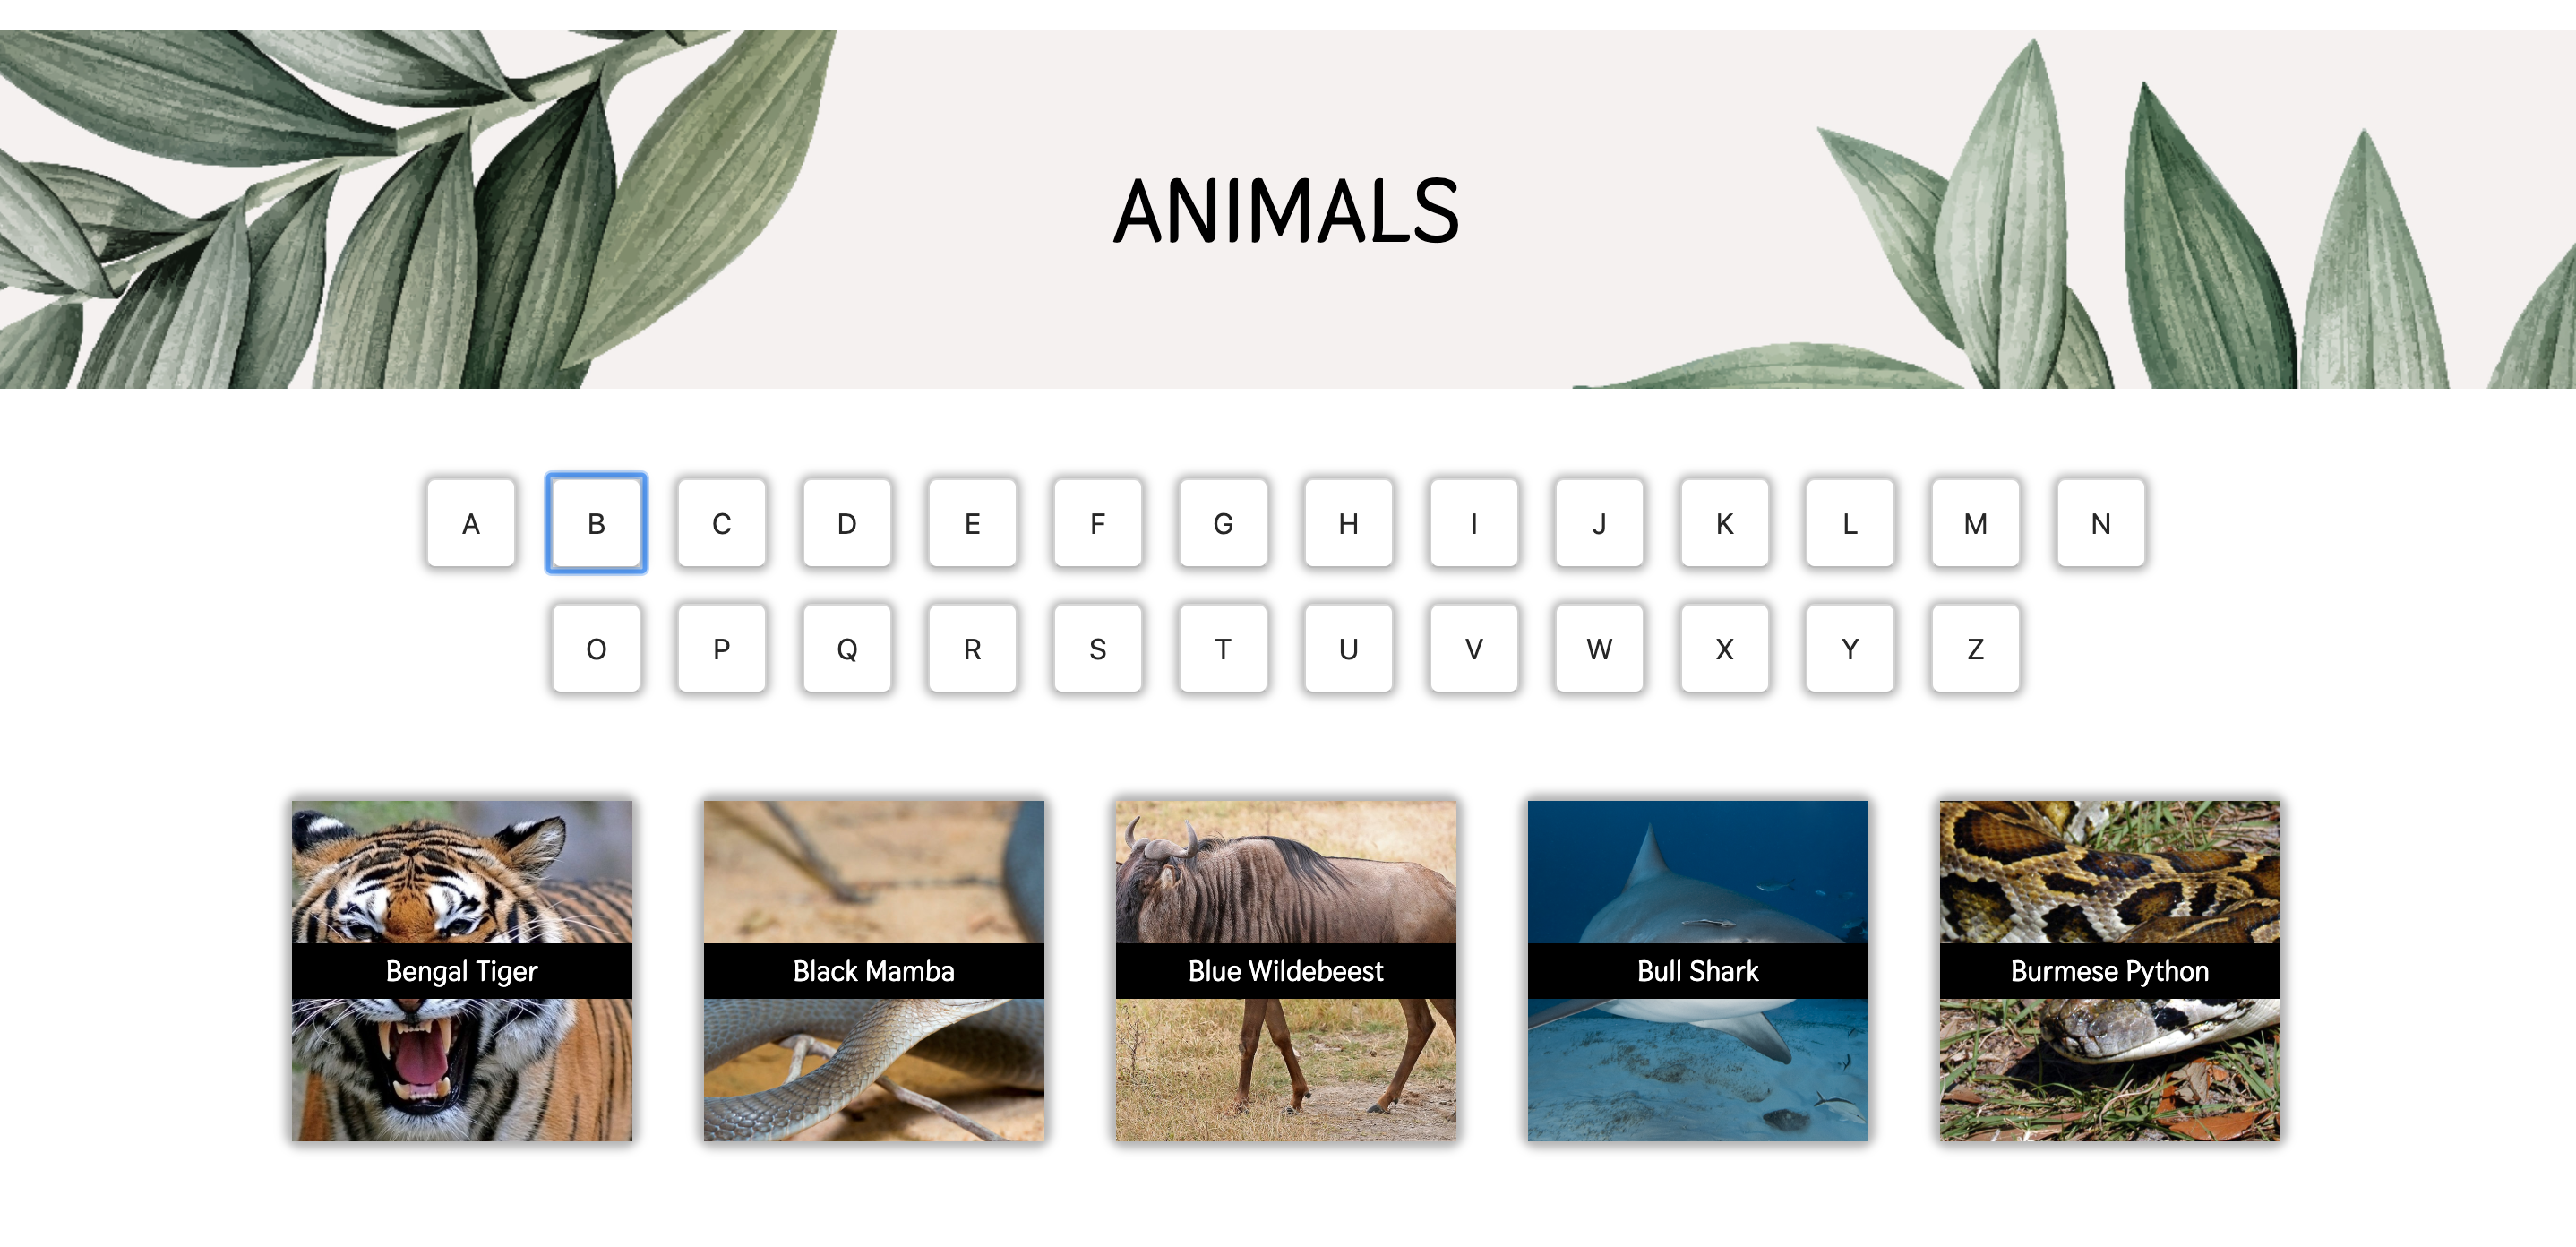 ANIMALS
A B C D E F G H I J K L M N
O P Q R S T U V W X Y Z
Bengal Tiger
Black Mamba
Blue Wildebeest
Bull Shark
Burmese Python